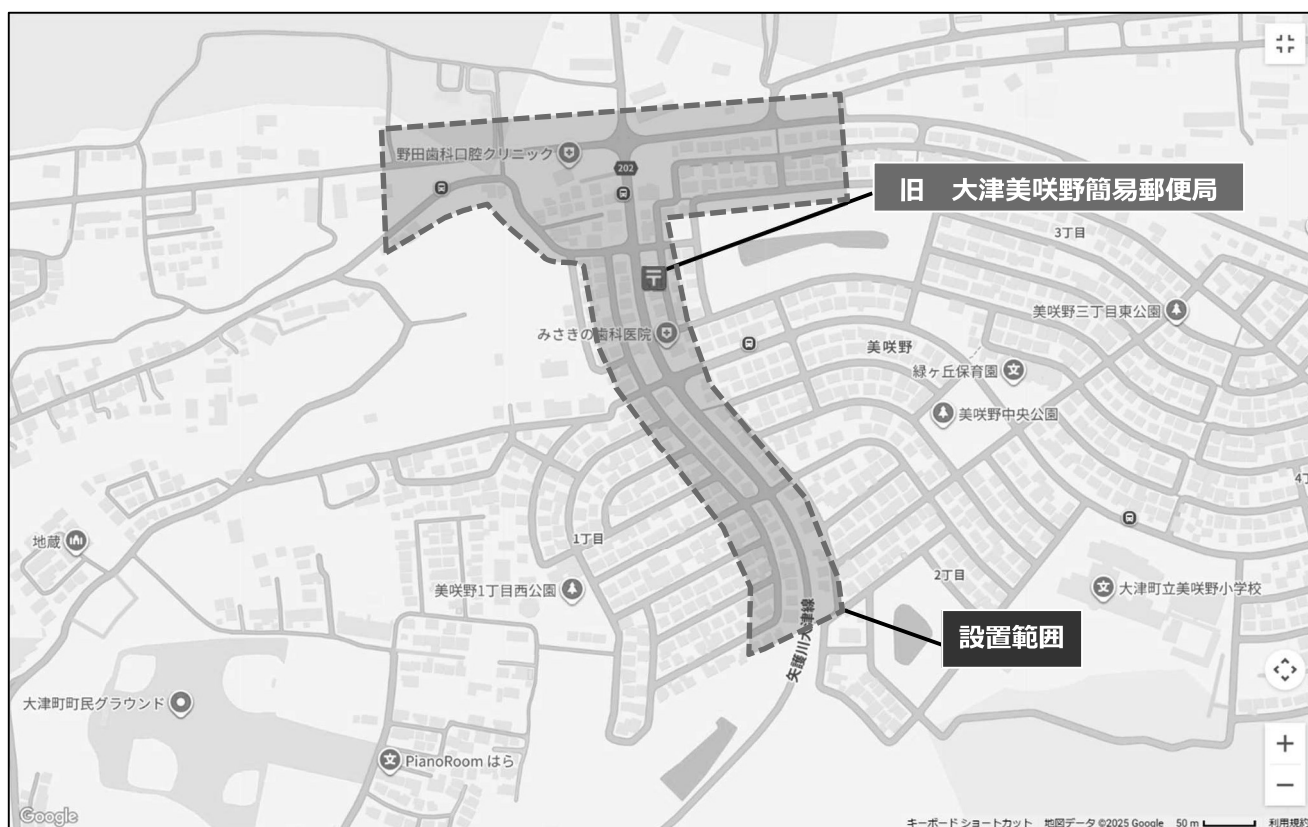 野田歯科口腔クリニック
202
旧　大津美咲野簡易郵便局
3丁目
美咲野三丁目東公園
みさきの歯科医院
美咲野
緑ヶ丘保育園
美咲野中央公園
4丁
地蔵
1丁目
美咲野1丁目西公園
2丁目
大津町立美咲野小学校
矢護川大津線
設置範囲
大津町町民グラウンド
PianoRoom はら
Google
キーボード ショートカット　地図データ ©2025 Google　50 m　利用規約